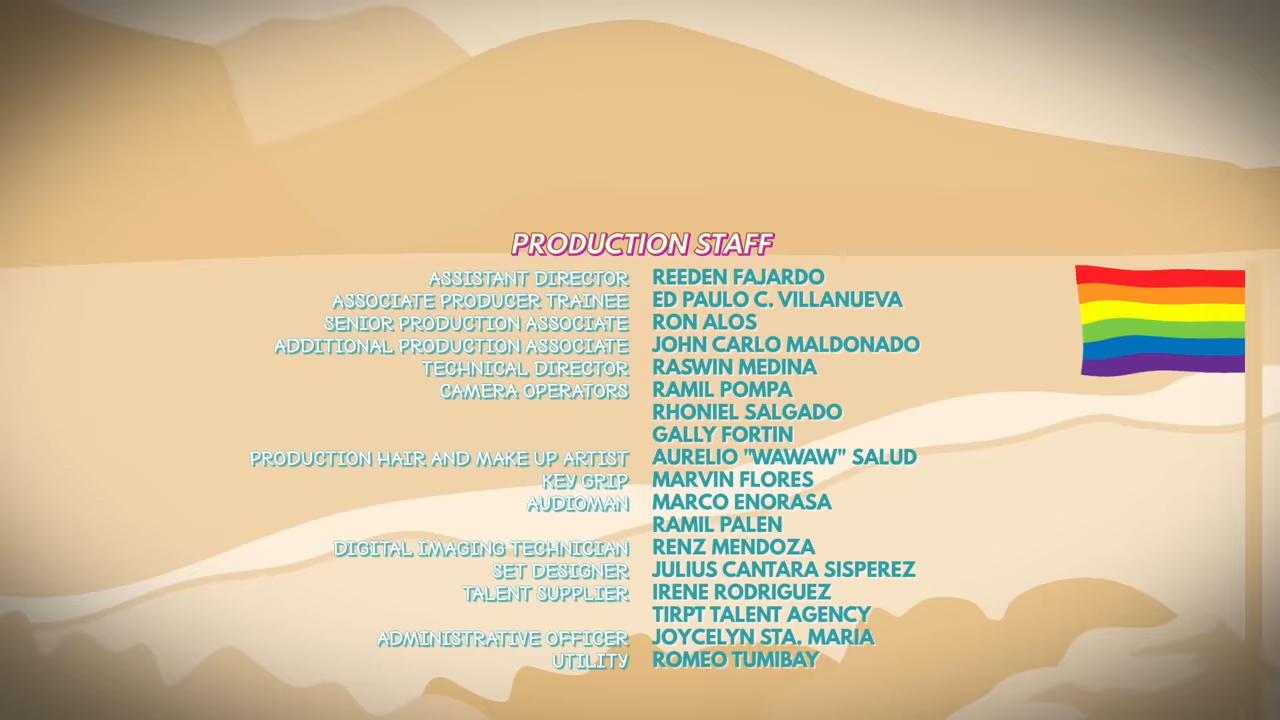 PRODUCTION STAFF
ASSISTANT DIRECTOR REEDEN FAJARDO
ASSOCIATE PRODUCER TRAINEE ED PAULO C. VILLANUEVA
SENIOR PRODUCTION ASSOCIATE RON ALOS
ADDITIONAL PRODUCTION ASSOCIATE JOHN CARLO MALDONADO
TECHNICAL DIRECTOR RASWIN MEDINA
CAMERA OPERATORS RAMIL POMPA
RHONIEL SALGADO
GALLY FORTIN
PRODUCTION HAIR AND MAKE UP ARTIST AURELIO "WAWAW" SALUD
KEY GRIP MARVIN FLORES
AUDIOMAN MARCO ENORASA
RAMIL PALEN
DIGITAL IMAGING TECHNICIAN RENZ MENDOZA
SET DESIGNER JULIUS CANTARA SISPEREZ
TALENT SUPPLIER IRENE RODRIGUEZ
TIRPT TALENT AGENCY
ADMINISTRATIVE OFFICER JOYCELYN STA. MARIA
UTILITY ROMEO TUMIBAY